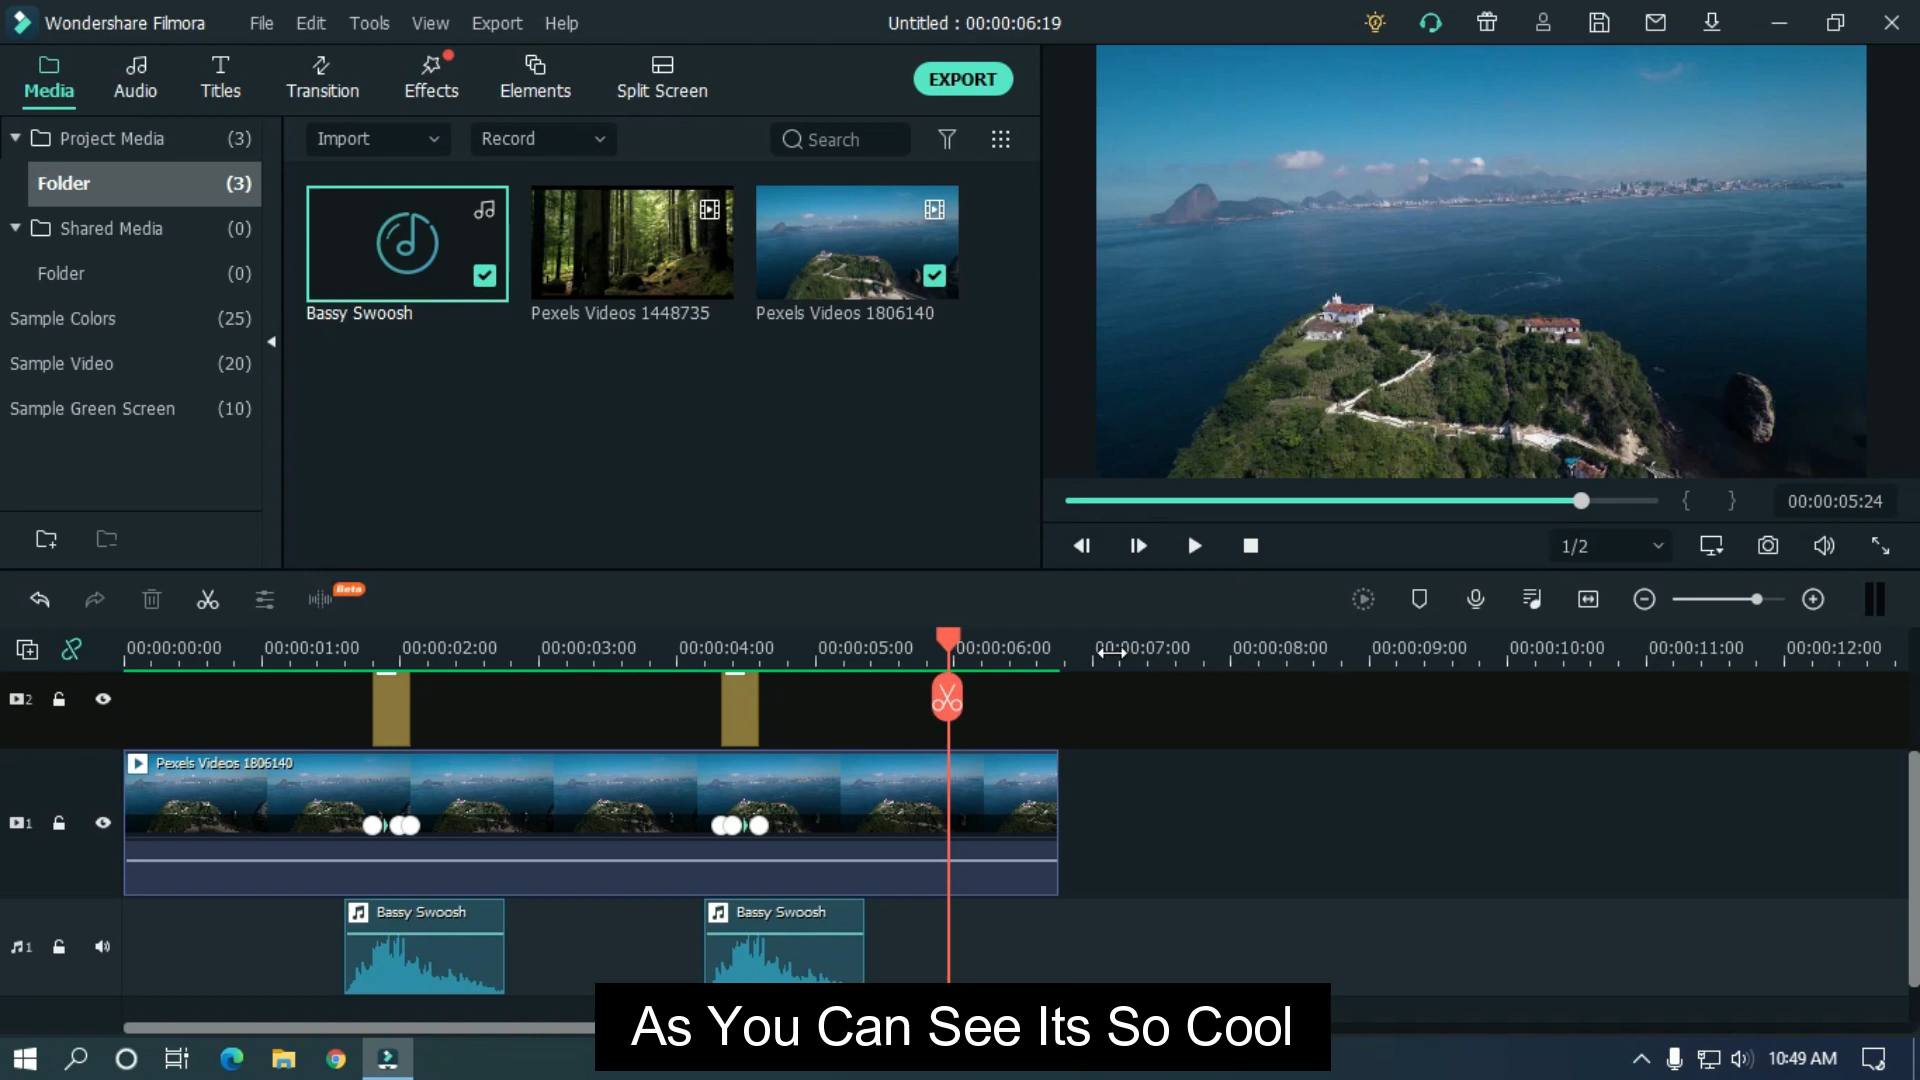 Wondershare Filmora
File Edit Tools View Export Help
Untitled : 00:00:06:19
Media Audio Titles Transition Effects Elements Split Screen
EXPORT
Project Media (3)
Folder (3)
Shared Media (0)
Folder (0)
Sample Colors (25)
Sample Video (20)
Sample Green Screen (10)
Import Record Search
Bassy Swoosh
Pexels Videos 1448735
Pexels Videos 1806140
{ } 00:00:05:24
1/2
Beta
00:00:00:00 00:00:01:00 00:00:02:00 00:00:03:00 00:00:04:00 00:00:05:00 00:00:06:00 00:00:07:00 00:00:08:00 00:00:09:00 00:00:10:00 00:00:11:00 00:00:12:00
2
Pexels Videos 1806140
1
Bassy Swoosh Bassy Swoosh
1
As You Can See Its So Cool
10:49 AM